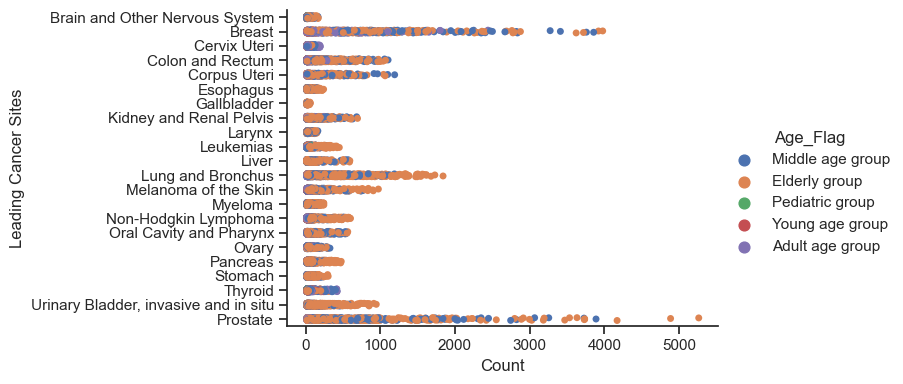 Leading Cancer Sites
Brain and Other Nervous System
Breast
Cervix Uteri
Colon and Rectum
Corpus Uteri
Esophagus
Gallbladder
Kidney and Renal Pelvis
Larynx
Leukemias
Liver
Lung and Bronchus
Melanoma of the Skin
Myeloma
Non-Hodgkin Lymphoma
Oral Cavity and Pharynx
Ovary
Pancreas
Stomach
Thyroid
Urinary Bladder, invasive and in situ
Prostate
0 1000 2000 3000 4000 5000
Count
Age_Flag
Middle age group
Elderly group
Pediatric group
Young age group
Adult age group